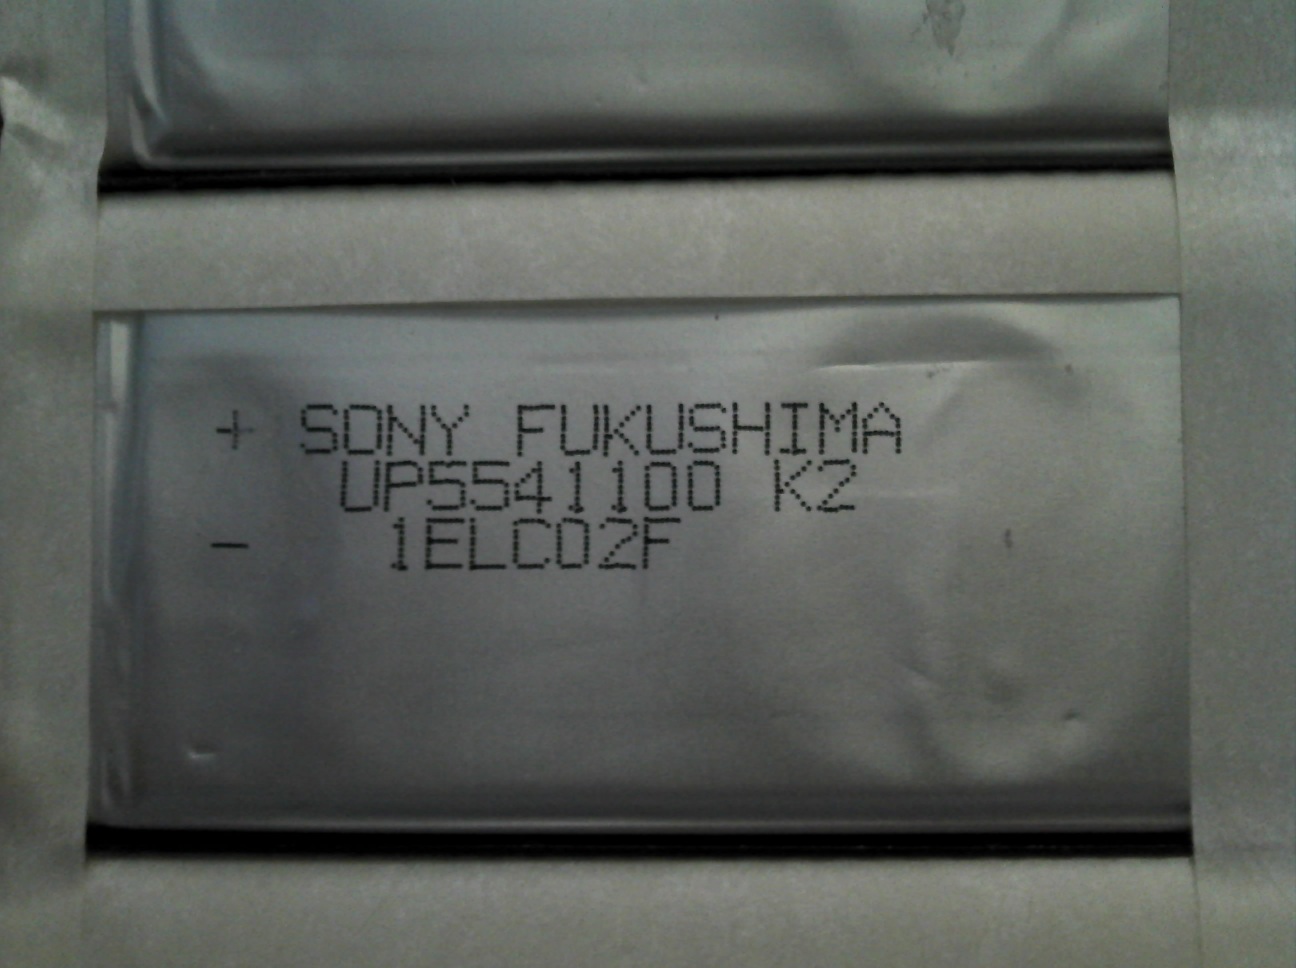 + SONY FUKUSHIMA
UP5541100 K2
- 1ELC02F